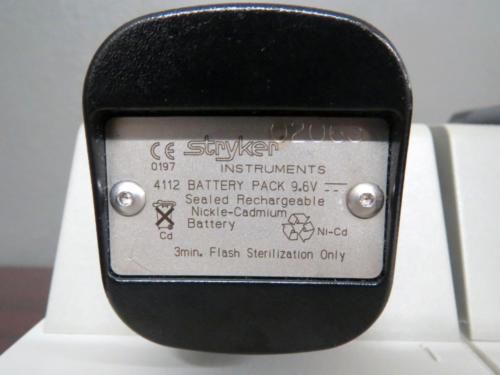 02068
CE stryker
0197 INSTRUMENTS
4112 BATTERY PACK 9.6V
Sealed Rechargeable
Nickle-Cadmium
Battery
Cd Ni-Cd
3min. Flash Sterilization Only